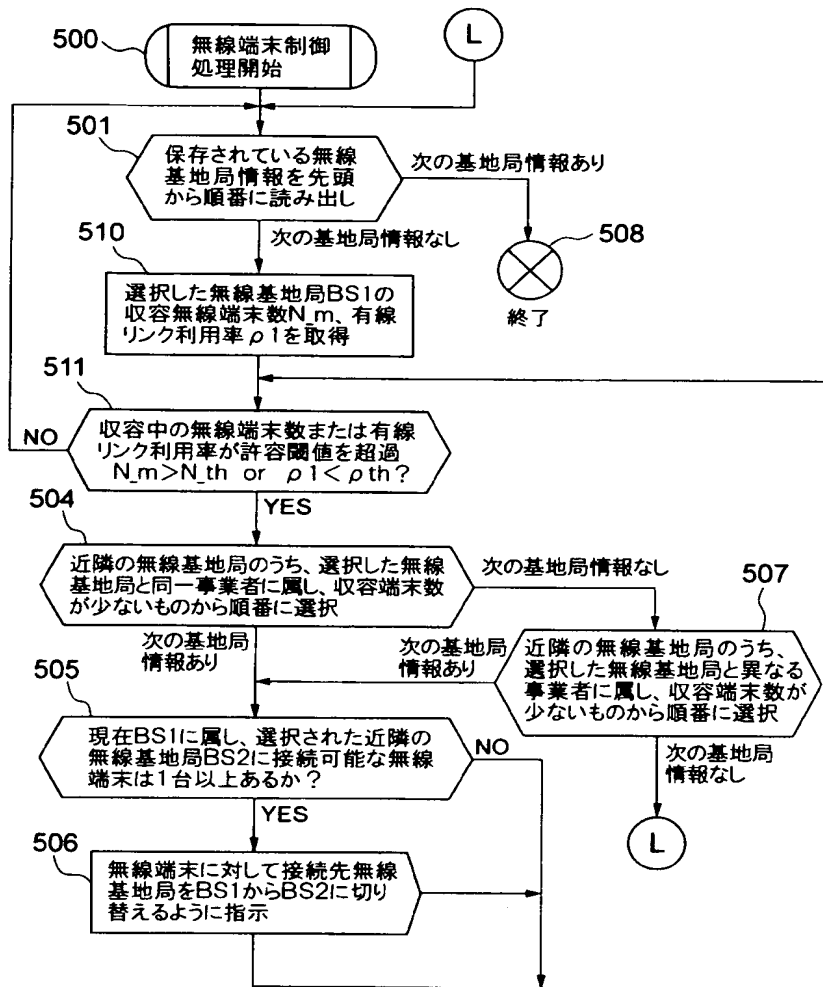 500
無線端末制御
処理開始
L
501
保存されている無線
基地局情報を先頭
から順番に読み出し
次の基地局情報あり
508
終了
次の基地局情報なし
510
選択した無線基地局BS1の
収容無線端末数N_m、有線
リンク利用率ρ1を取得
511
NO
収容中の無線端末数または有線
リンク利用率が許容閾値を超過
N_m>N_th or ρ1<ρth?
YES
504
近隣の無線基地局のうち、選択した無線
基地局と同一事業者に属し、収容端末数
が少ないものから順番に選択
次の基地局情報なし
507
近隣の無線基地局のうち、
選択した無線基地局と異なる
事業者に属し、収容端末数が
少ないものから順番に選択
次の基地局
情報あり
次の基地局
情報あり
次の基地局
情報なし
L
505
現在BS1に属し、選択された近隣の
無線基地局BS2に接続可能な無線
端末は1台以上あるか?
NO
YES
506
無線端末に対して接続先無線
基地局をBS1からBS2に切り
替えるように指示